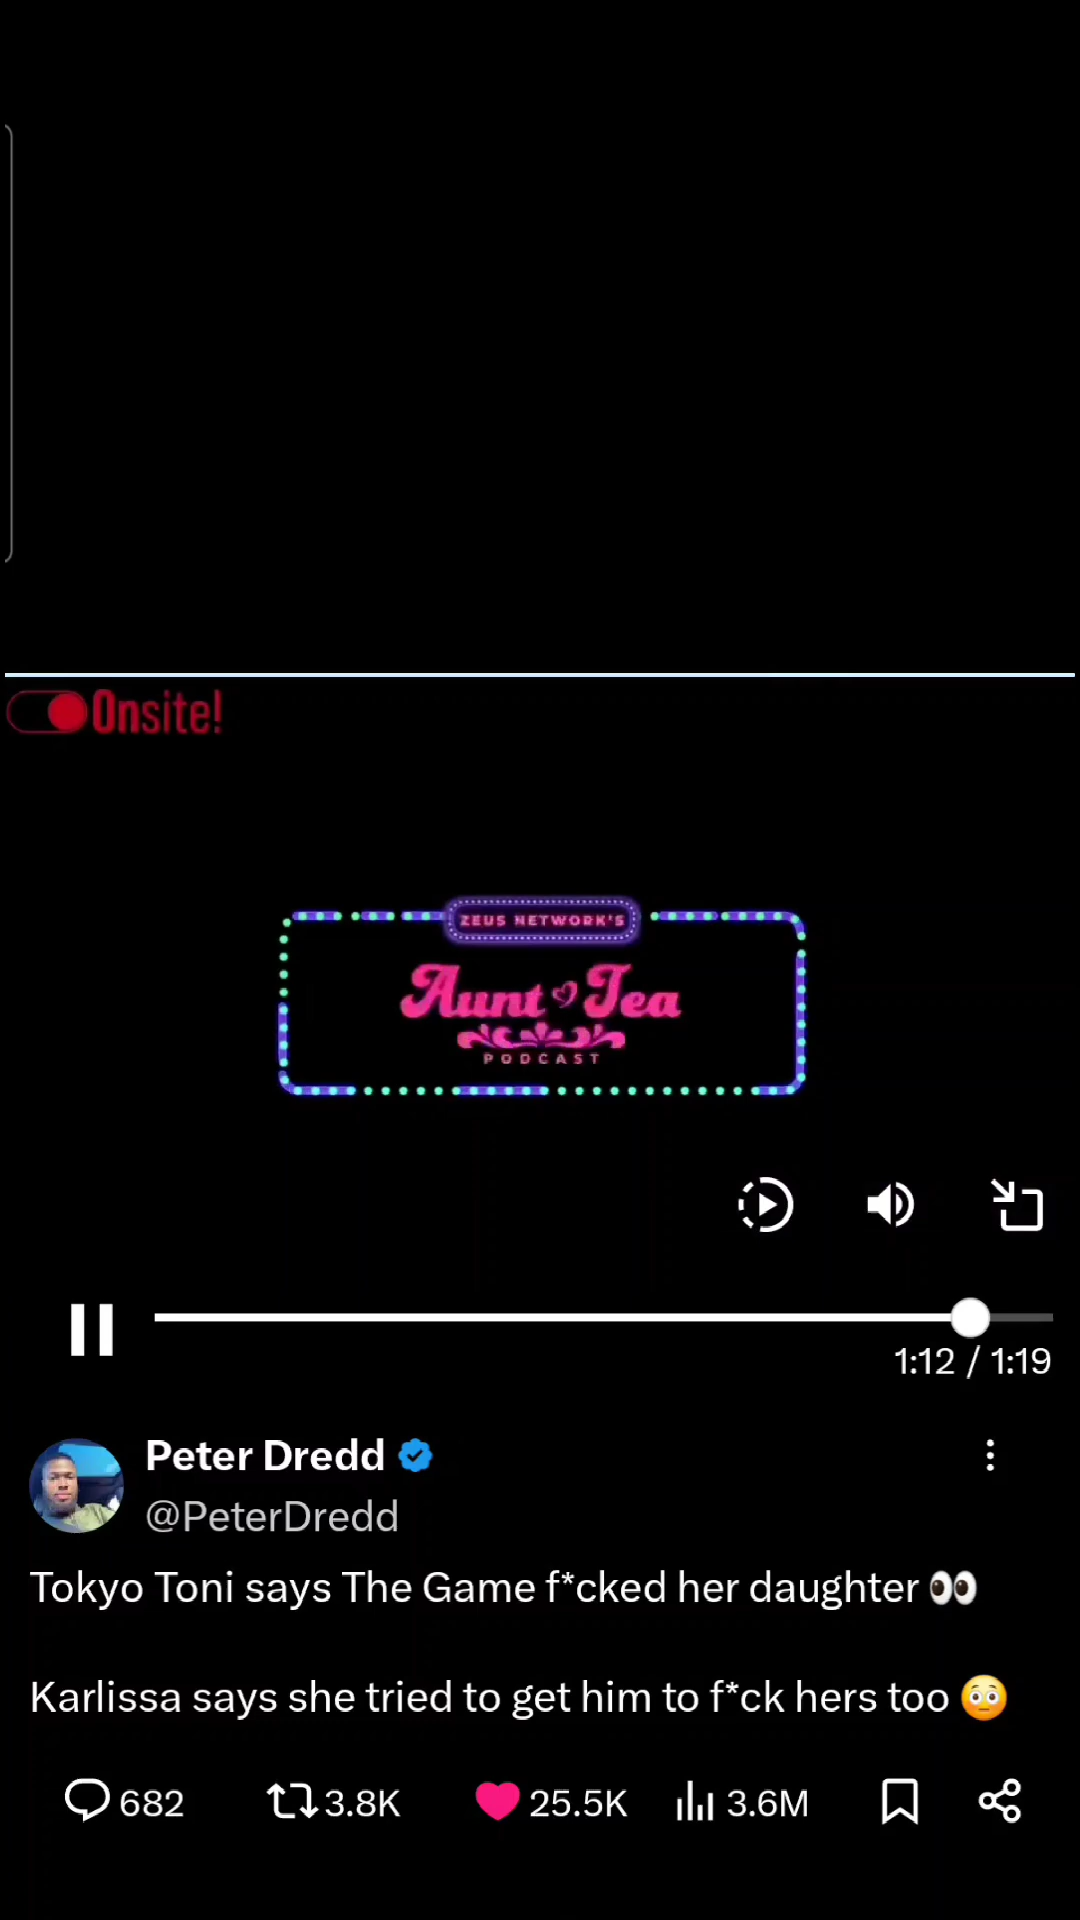 Onsite!
ZEUS NETWORK'S
Aunt Tea
PODCAST
1:12 / 1:19
Peter Dredd
@PeterDredd
Tokyo Toni says The Game f*cked her daughter 👀
Karlissa says she tried to get him to f*ck hers too 😳
682 3.8K 25.5K 3.6M